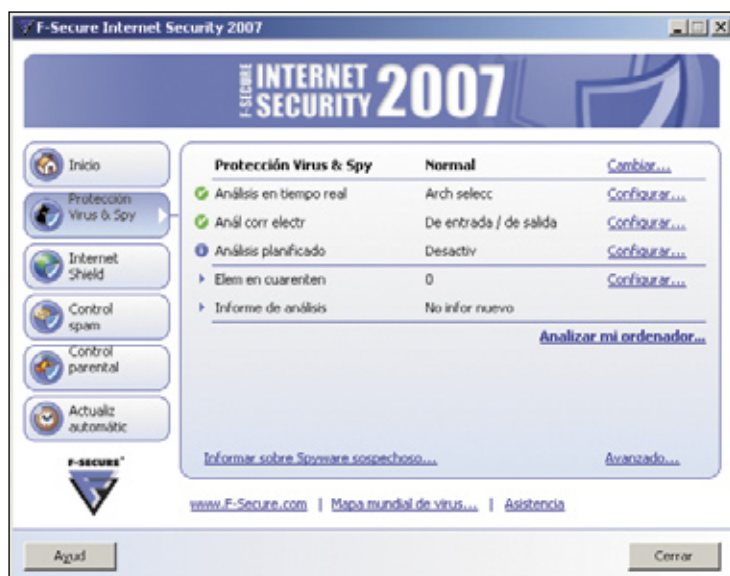 F-Secure Internet Security 2007
F-SECURE INTERNET SECURITY 2007
Inicio
Protección Virus & Spy
Internet Shield
Control spam
Control parental
Actualiz automátic
F-SECURE
Protección Virus & Spy Normal Cambiar...
Análisis en tiempo real Arch selecc Configurar...
Anál corr electr De entrada / de salida Configurar...
Análisis planificado Desactiv Configurar...
Elem en cuarenten 0 Configurar...
Informe de análisis No infor nuevo
Analizar mi ordenador...
Informar sobre Spyware sospechoso... Avanzado...
www.F-Secure.com | Mapa mundial de virus... | Asistencia
Ayud Cerrar